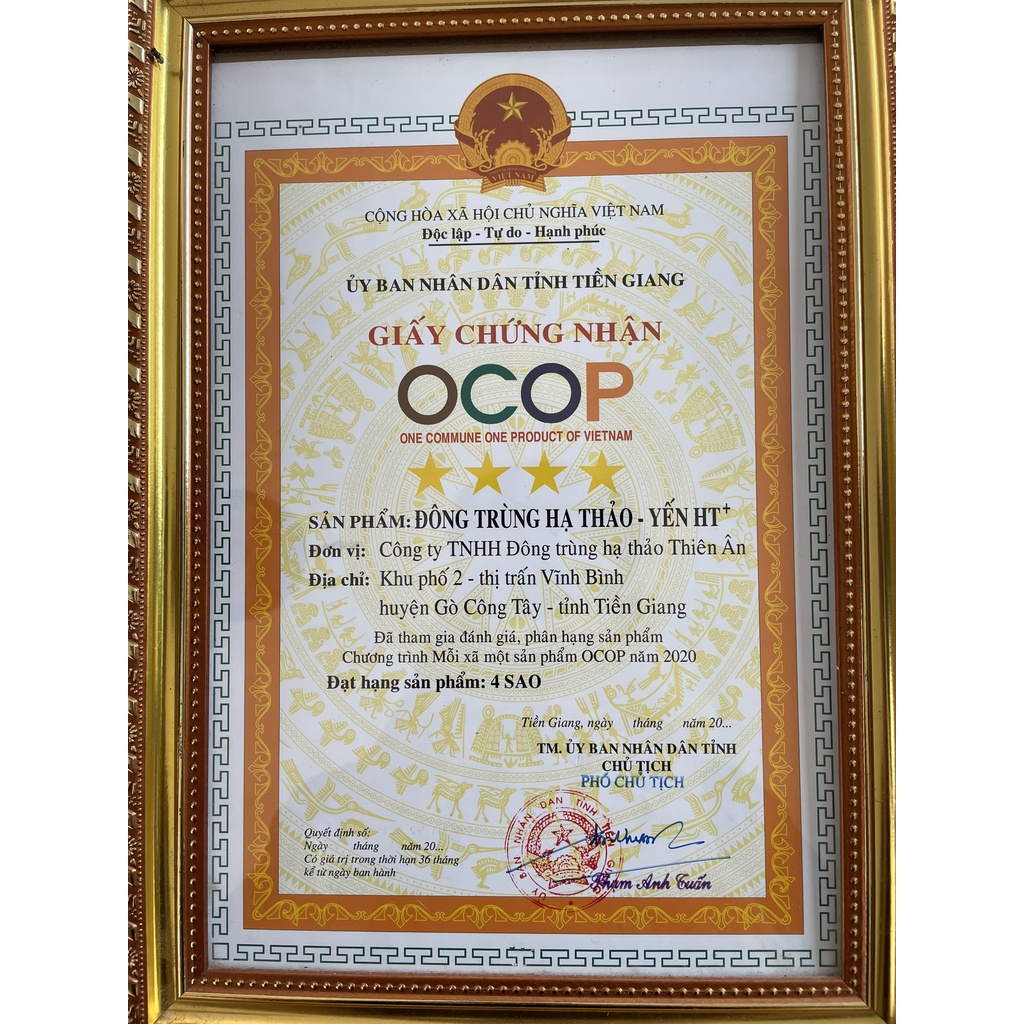 VIỆT NAM
CỘNG HÒA XÃ HỘI CHỦ NGHĨA VIỆT NAM
Độc lập - Tự do - Hạnh phúc
ỦY BAN NHÂN DÂN TỈNH TIỀN GIANG
GIẤY CHỨNG NHẬN
OCOP
ONE COMMUNE ONE PRODUCT OF VIETNAM
SẢN PHẨM: ĐÔNG TRÙNG HẠ THẢO - YẾN HT+
Đơn vị: Công ty TNHH Đông trùng hạ thảo Thiên Ân
Địa chỉ: Khu phố 2 - thị trấn Vĩnh Bình
huyện Gò Công Tây - tỉnh Tiền Giang
Đã tham gia đánh giá, phân hạng sản phẩm
Chương trình Mỗi xã một sản phẩm OCOP năm 2020
Đạt hạng sản phẩm: 4 SAO
Tiền Giang, ngày tháng năm 20...
TM. ỦY BAN NHÂN DÂN TỈNH
CHỦ TỊCH
PHÓ CHỦ TỊCH
Quyết định số:
Ngày tháng năm 20...
Có giá trị trong thời hạn 36 tháng
kể từ ngày ban hành
ỦY BAN NHÂN DÂN TỈNH
Phạm Anh Tuấn